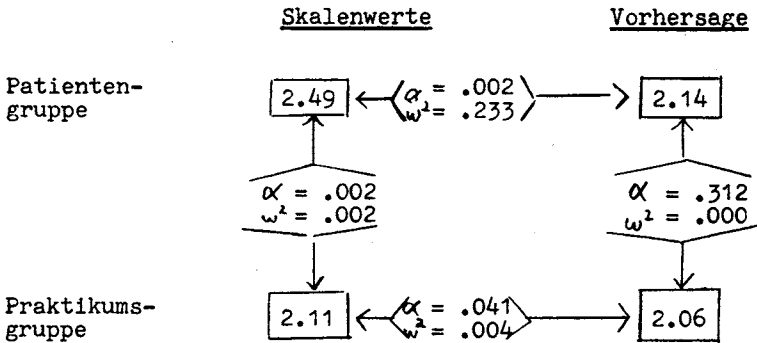 Skalenwerte Vorhersage
Patienten-
gruppe
2.49 α = .002 2.14
ω² = .233
α = .002 α = .312
ω² = .002 ω² = .000
Praktikums-
gruppe
2.11 α = .041 2.06
ω² = .004